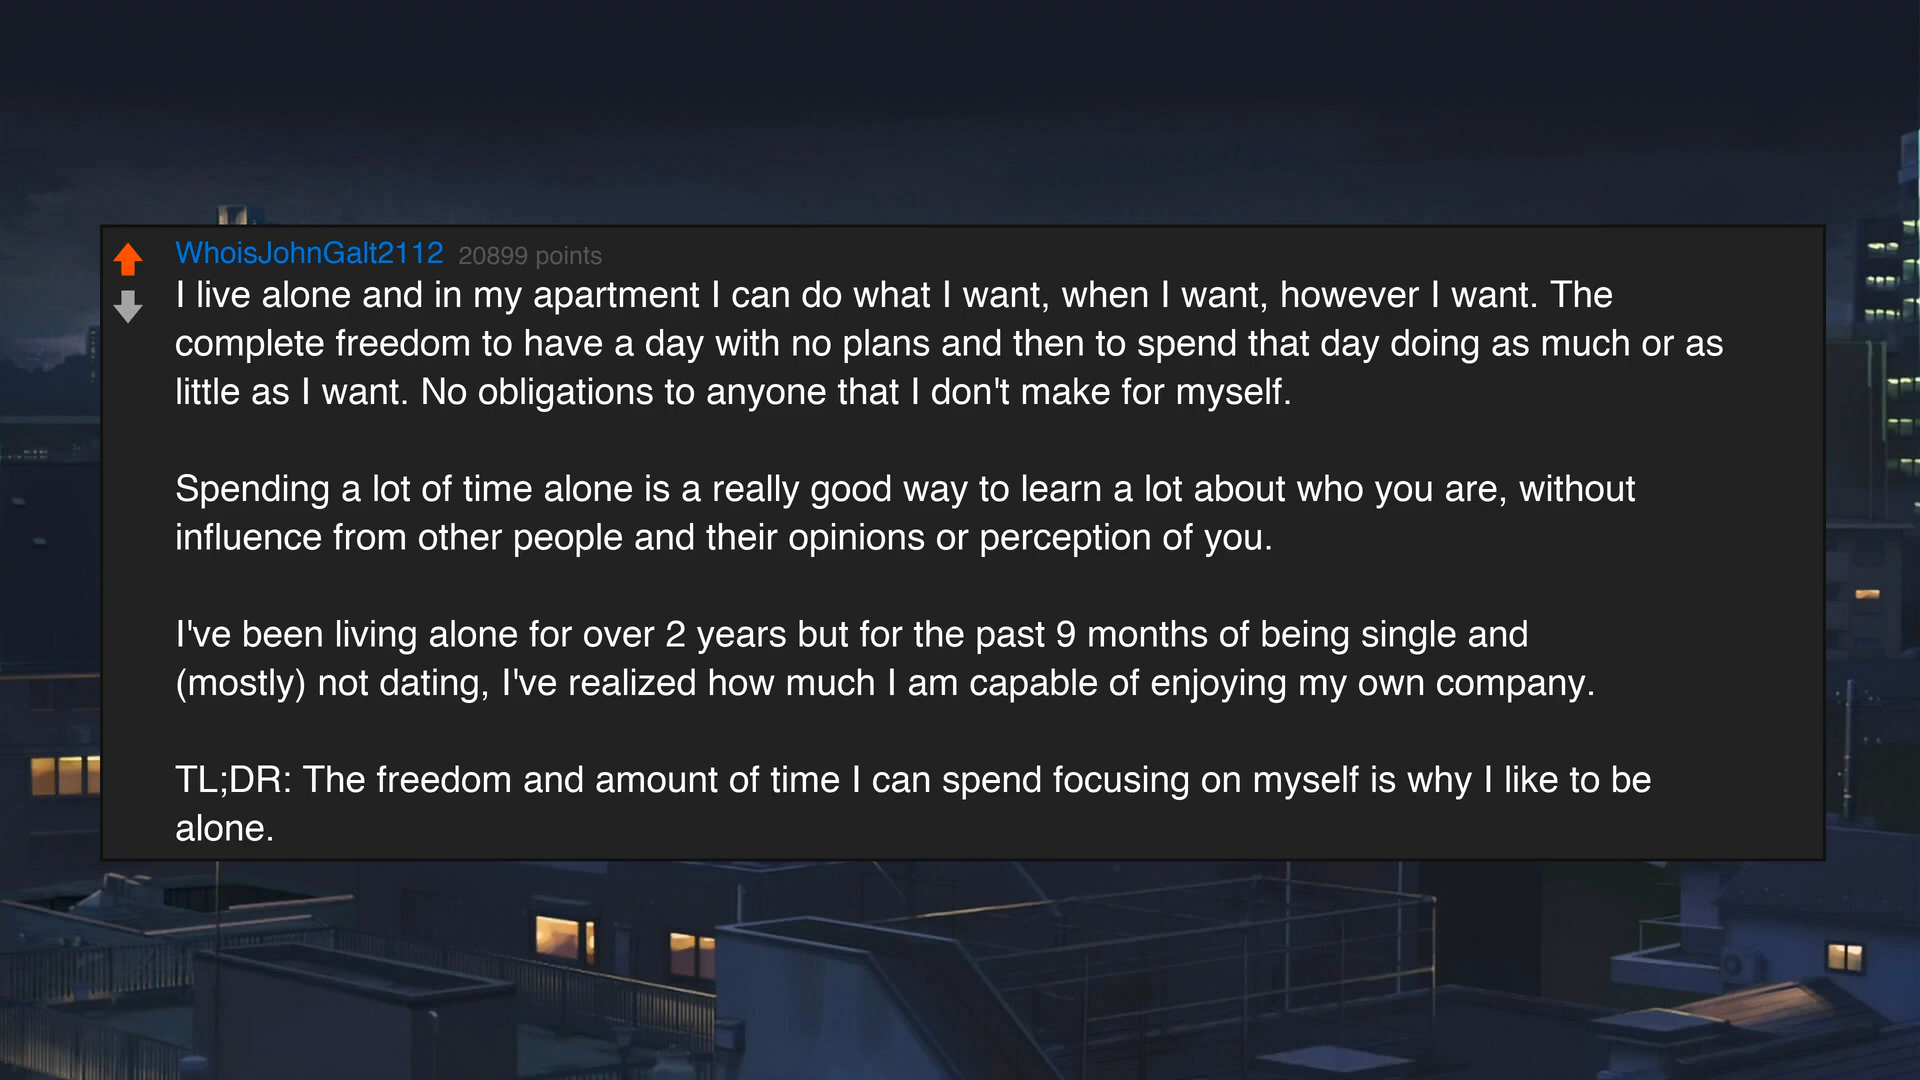 WhoisJohnGalt2112 20899 points
I live alone and in my apartment I can do what I want, when I want, however I want. The
complete freedom to have a day with no plans and then to spend that day doing as much or as
little as I want. No obligations to anyone that I don't make for myself.
Spending a lot of time alone is a really good way to learn a lot about who you are, without
influence from other people and their opinions or perception of you.
I've been living alone for over 2 years but for the past 9 months of being single and
(mostly) not dating, I've realized how much I am capable of enjoying my own company.
TL;DR: The freedom and amount of time I can spend focusing on myself is why I like to be
alone.